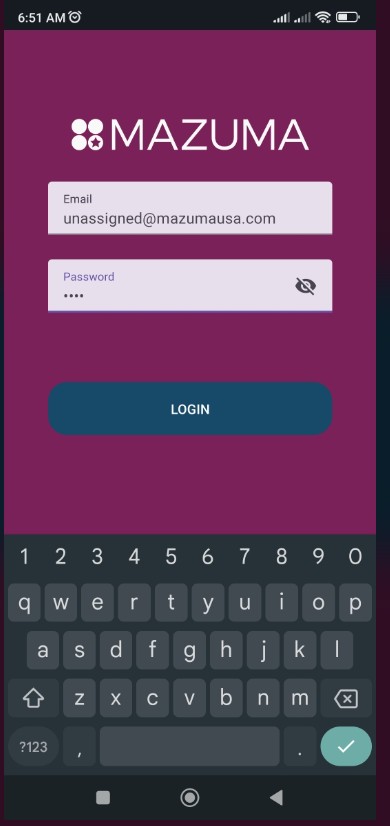 6:51 AM
MAZUMA
Email
unassigned@mazumausa.com
Password
••••
LOGIN
1 2 3 4 5 6 7 8 9 0
q w e r t y u i o p
a s d f g h j k l
z x c v b n m
?123 , .